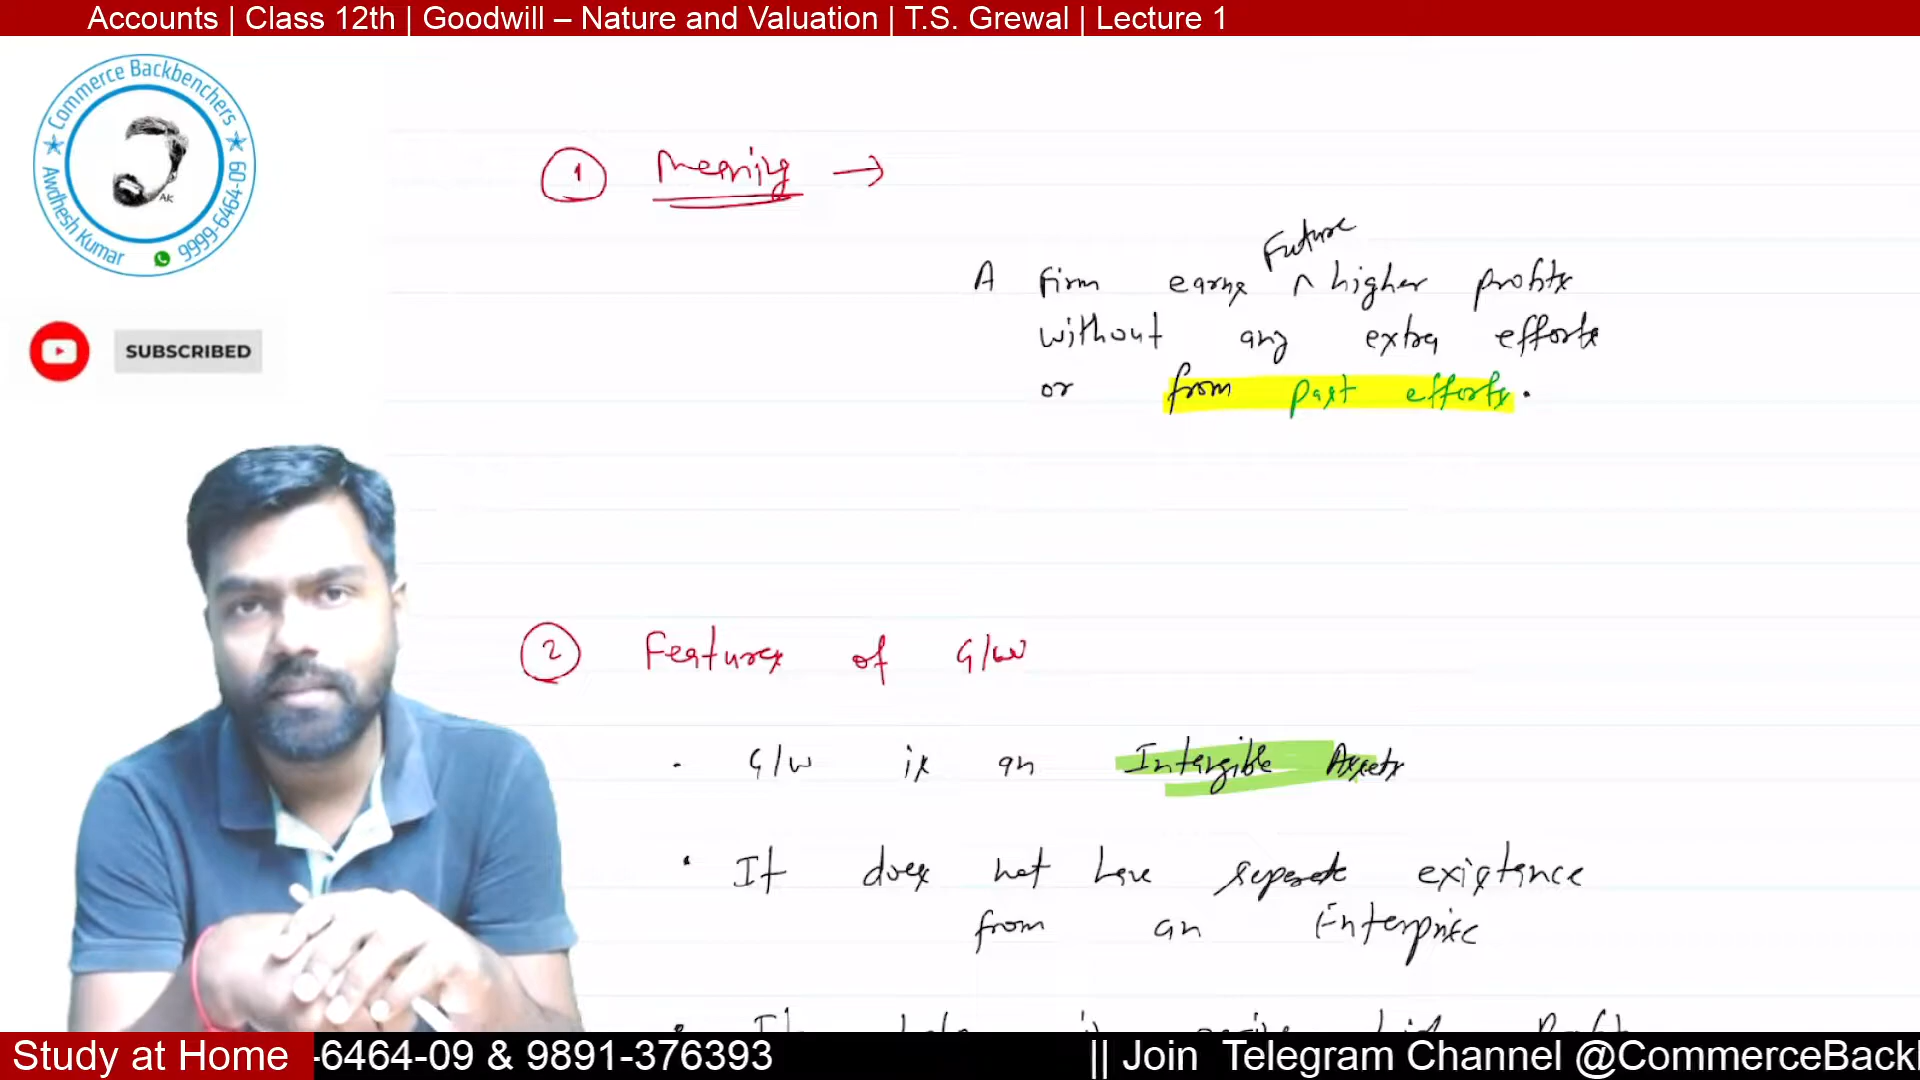 Accounts | Class 12th | Goodwill – Nature and Valuation | T.S. Grewal | Lecture 1
★ Commerce Backbenchers ★
Awdhesh Kumar 9999-6464-09
AK
SUBSCRIBED
1 Meaning →
Future
A firm earns ^ higher profits
without any extra efforts
or from Past efforts.
2 Features of G/W
• G/W is an Intangible Assets
• It does not have separate existance
from an Enterprise
Study at Home -6464-09 & 9891-376393 || Join Telegram Channel @CommerceBack